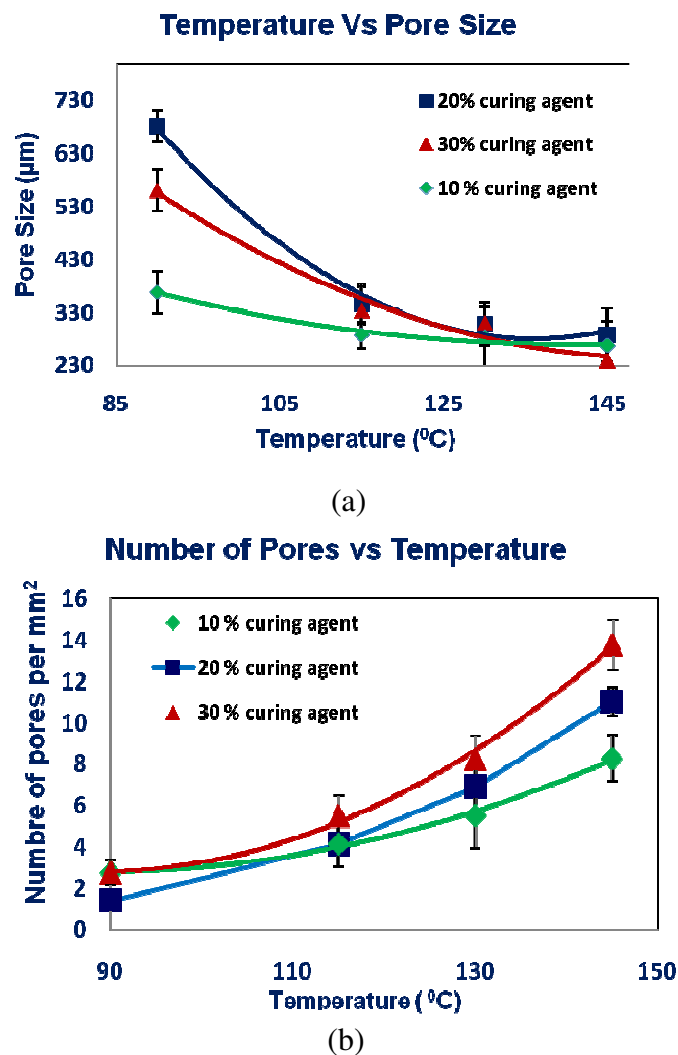 Temperature Vs Pore Size
730
630
530
430
330
230
Pore Size (µm)
20% curing agent
30% curing agent
10 % curing agent
85
105
125
145
Temperature (⁰C)
(a)
Number of Pores vs Temperature
16
14
12
10
8
6
4
2
0
Numbre of pores per mm²
10 % curing agent
20 % curing agent
30 % curing agent
90
110
130
150
Temperature ( ⁰C)
(b)